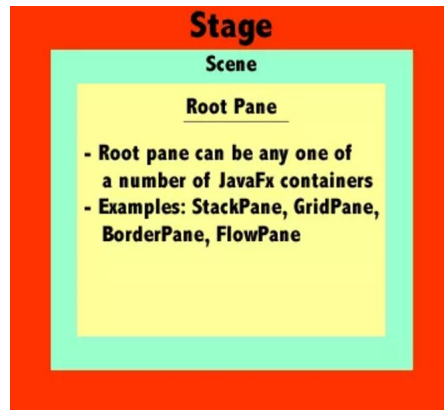 Stage
Scene
Root Pane
- Root pane can be any one of
a number of JavaFx containers
- Examples: StackPane, GridPane,
BorderPane, FlowPane